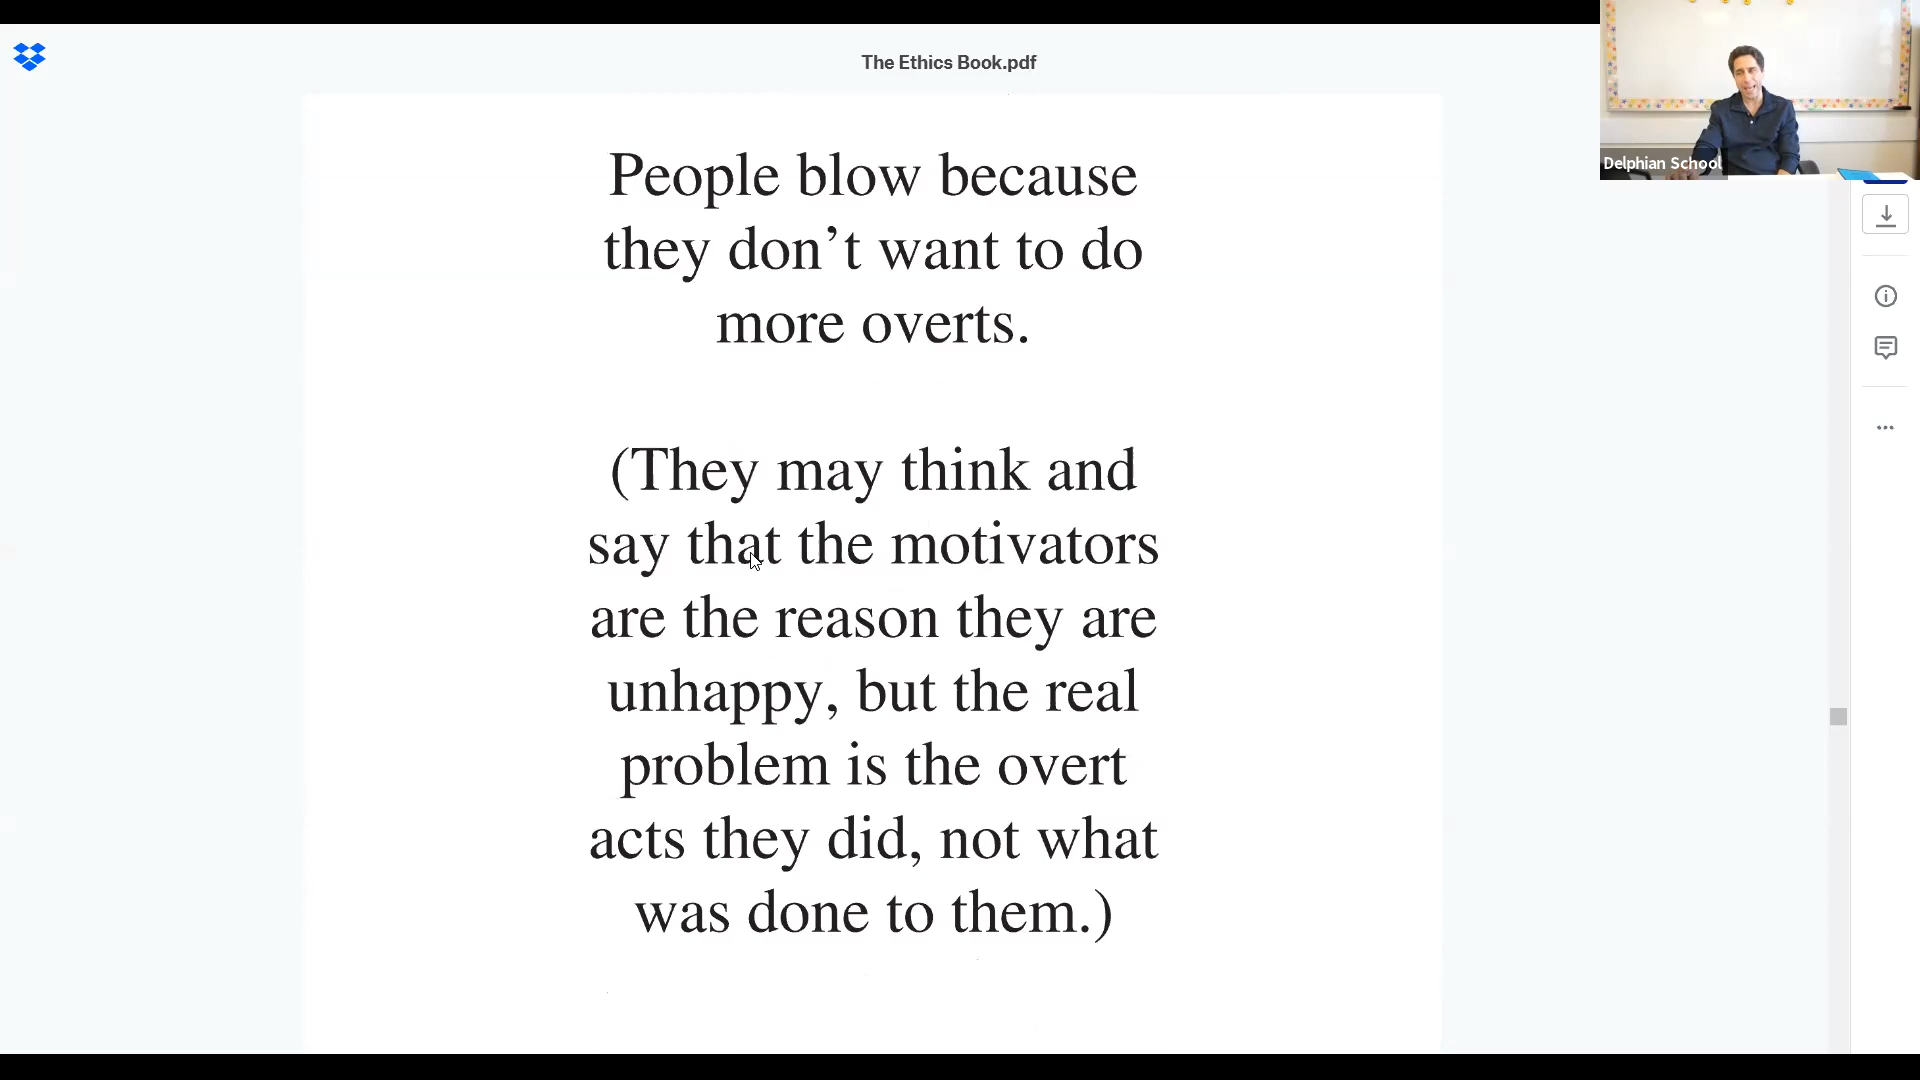 The Ethics Book.pdf
Delphian School
People blow because
they don’t want to do
more overts.
(They may think and
say that the motivators
are the reason they are
unhappy, but the real
problem is the overt
acts they did, not what
was done to them.)